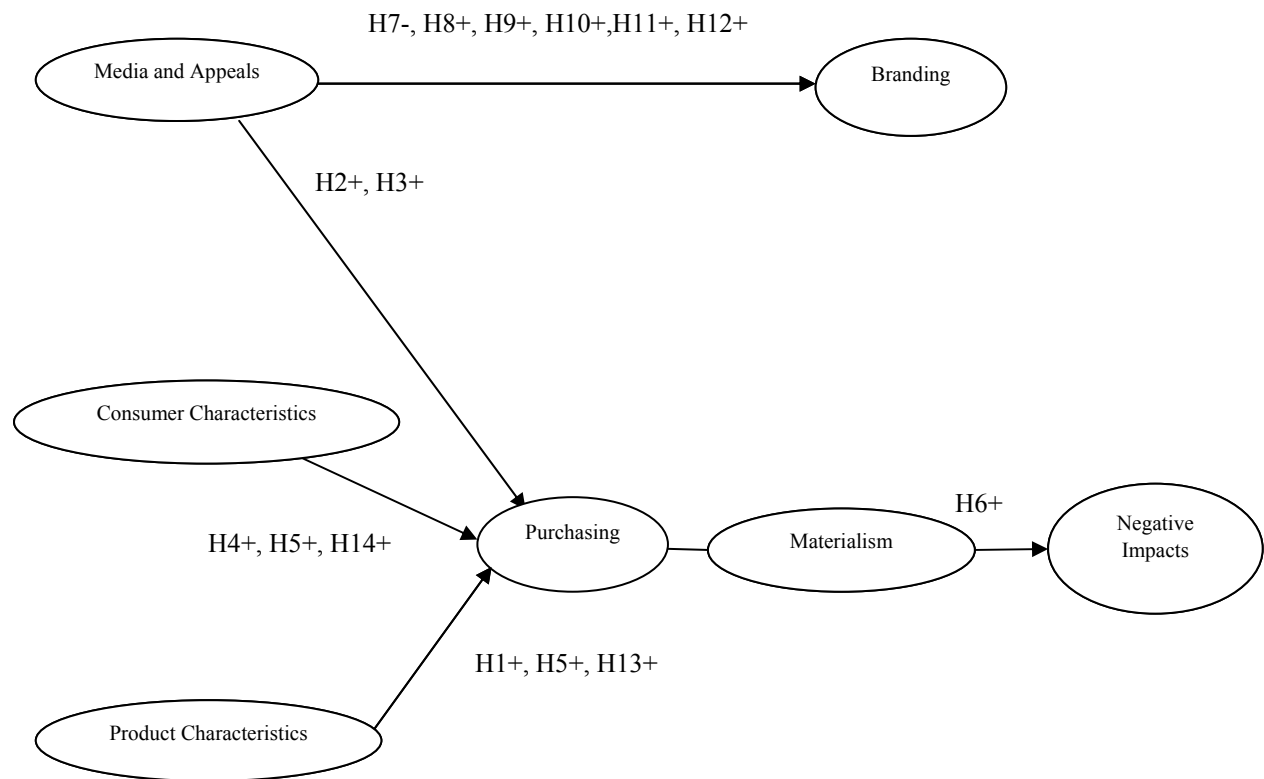 H7-, H8+, H9+, H10+,H11+, H12+
Media and Appeals
Branding
H2+, H3+
Consumer Characteristics
H4+, H5+, H14+
Purchasing
Materialism
H6+
Negative
Impacts
H1+, H5+, H13+
Product Characteristics